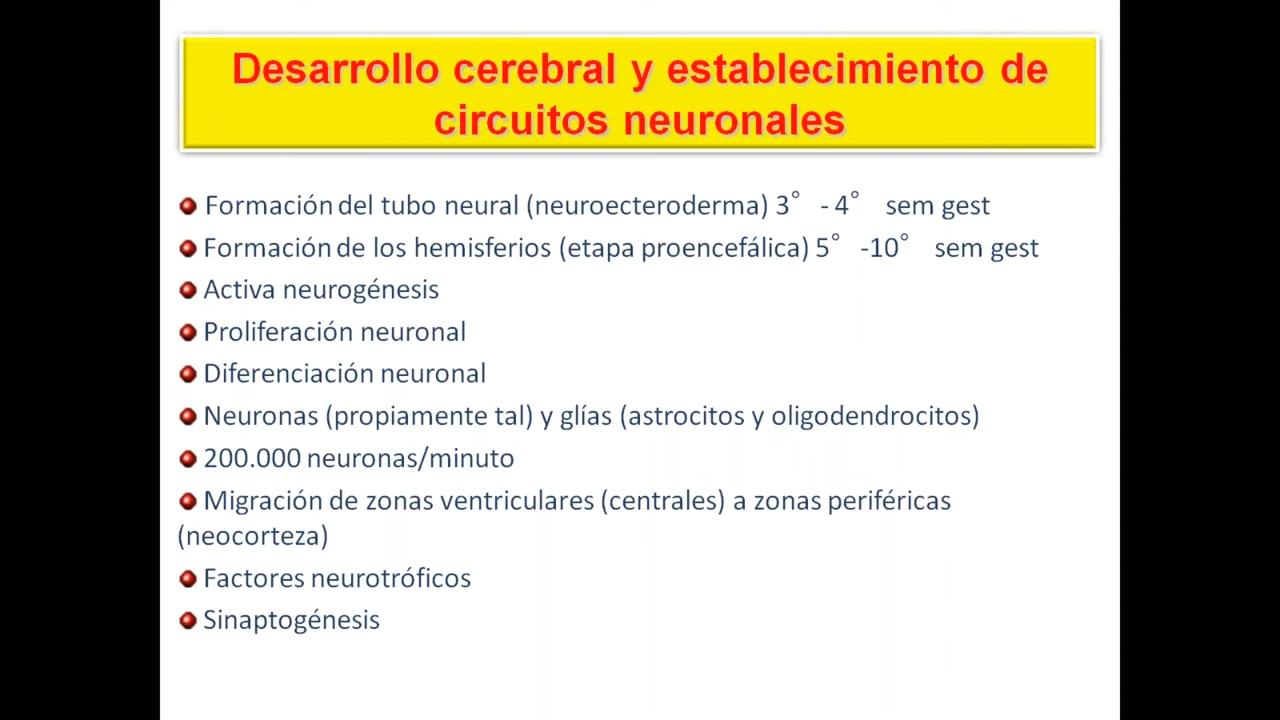 Desarrollo cerebral y establecimiento de
circuitos neuronales
Formación del tubo neural (neuroectoderma) 3° - 4° sem gest
Formación de los hemisferios (etapa proencefálica) 5° -10° sem gest
Activa neurogénesis
Proliferación neuronal
Diferenciación neuronal
Neuronas (propiamente tal) y glías (astrocitos y oligodendrocitos)
200.000 neuronas/minuto
Migración de zonas ventriculares (centrales) a zonas periféricas
(neocorteza)
Factores neurotróficos
Sinaptogénesis